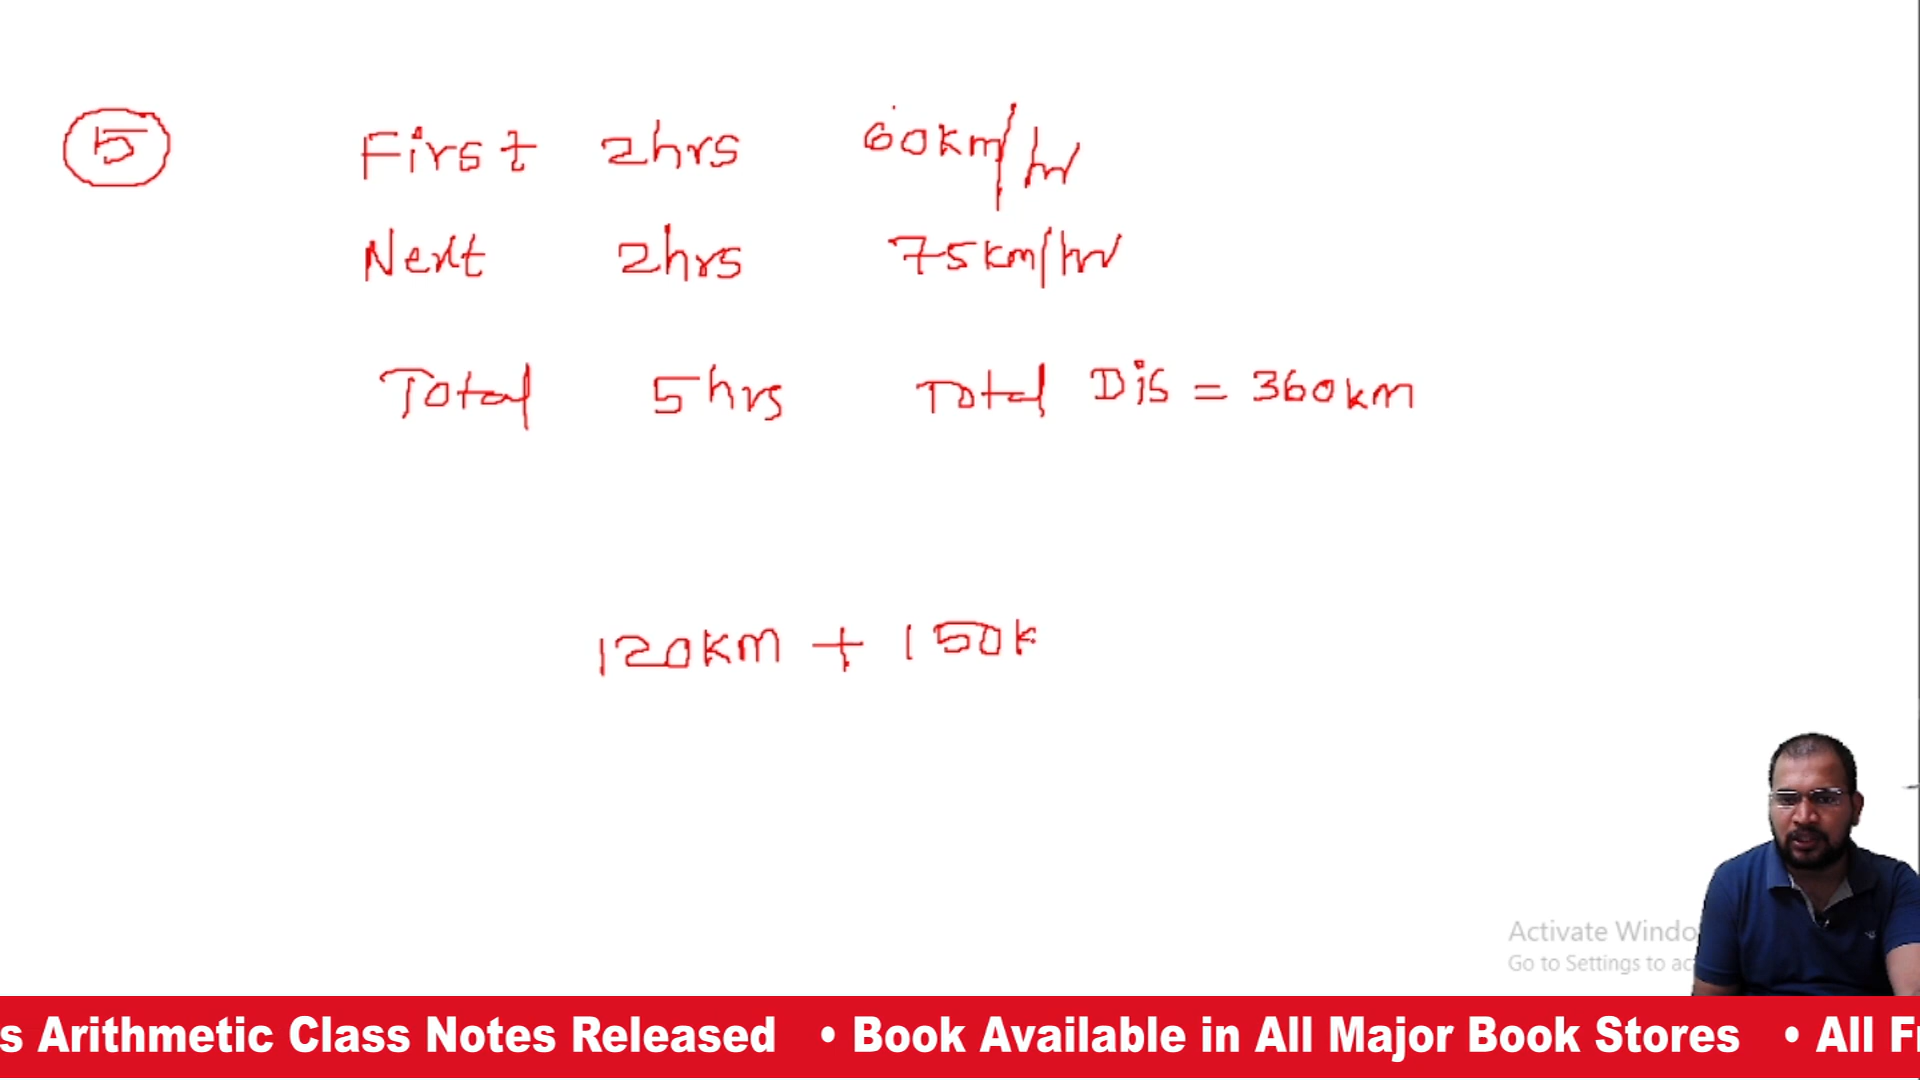 5
First 2hrs 60km/hr
Next 2hrs 75km/hr
Total 5hrs Total Dis = 360km
120km + 150k
Activate Windo
Go to Settings to ac
s Arithmetic Class Notes Released • Book Available in All Major Book Stores • All F